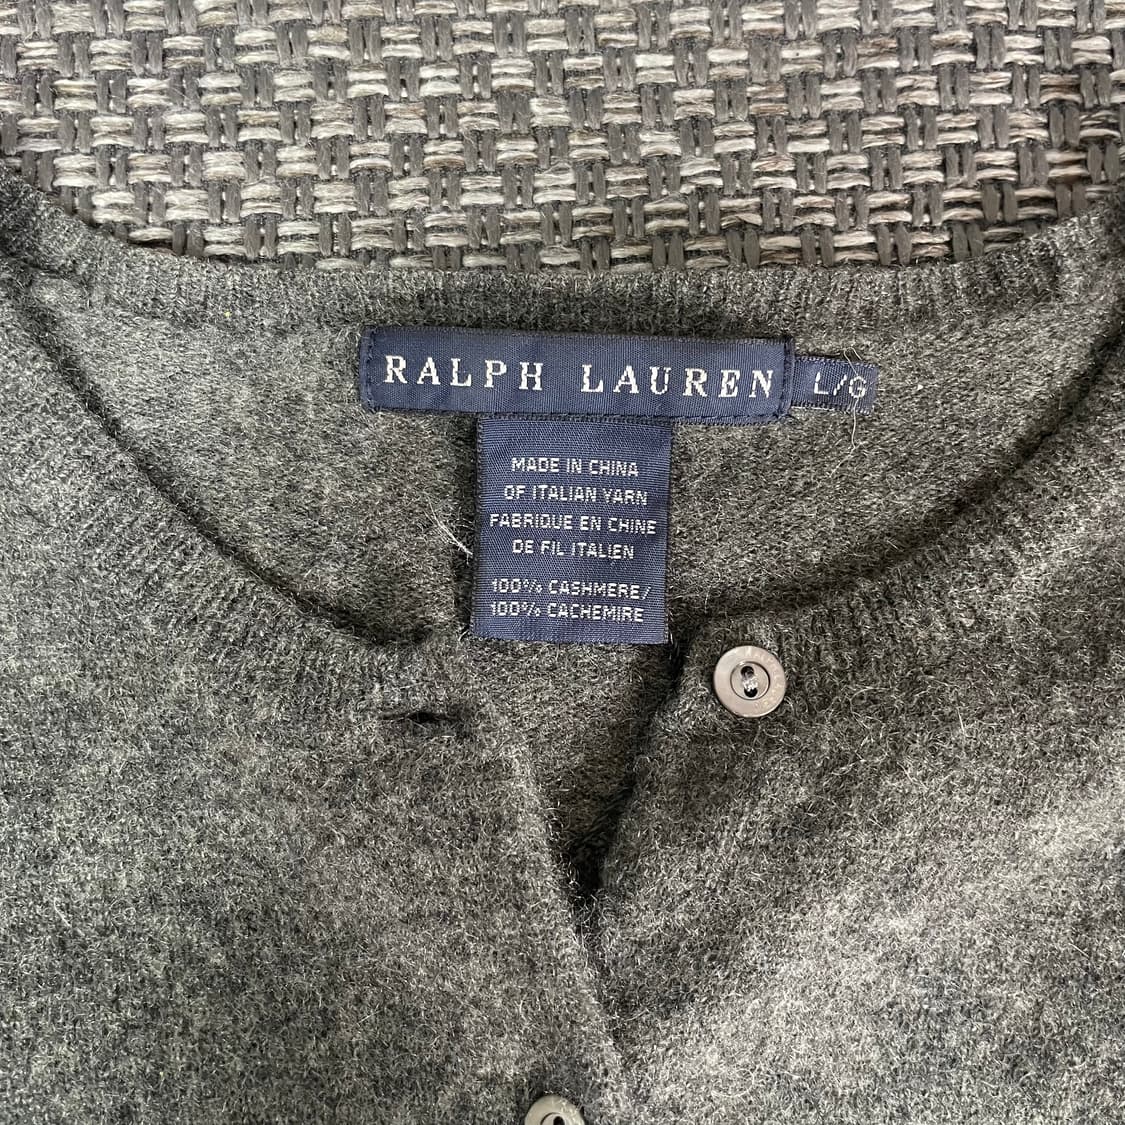 RALPH LAUREN
L/G
MADE IN CHINA
OF ITALIAN YARN
FABRIQUE EN CHINE
DE FIL ITALIEN
100% CASHMERE/
100% CACHEMIRE